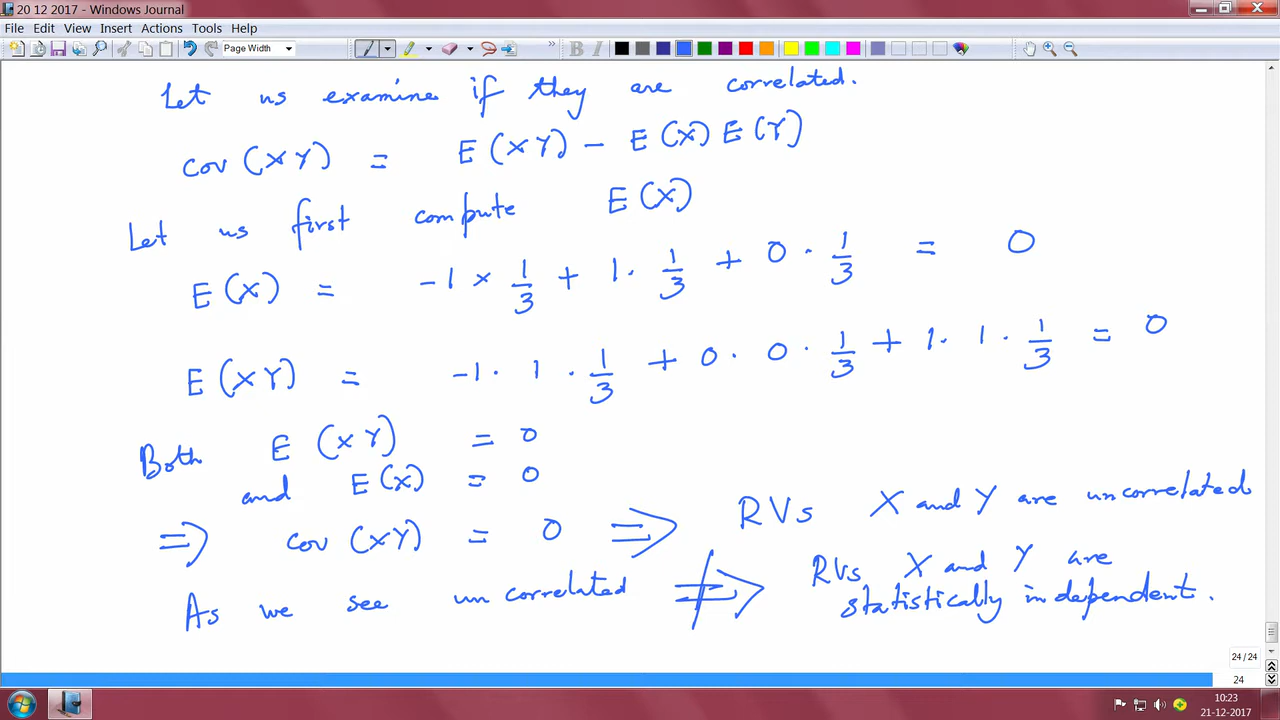 20 12 2017 - Windows Journal
File Edit View Insert Actions Tools Help
Page Width
Let us examine if they are correlated.
cov (XY) = E (XY) - E (X) E (Y)
Let us first compute E (X)
E (X) = -1 × 1/3 + 1 · 1/3 + 0 · 1/3 = 0
E (XY) = -1 · 1 · 1/3 + 0 · 0 · 1/3 + 1 · 1 · 1/3 = 0
Both E (XY) = 0
and E (X) = 0
⇒ cov (XY) = 0 ⇒ RVs X and Y are uncorrelated
As we see un correlated ⇏ RVs X and Y are
statistically independent.
24 / 24
24
10:23
21-12-2017